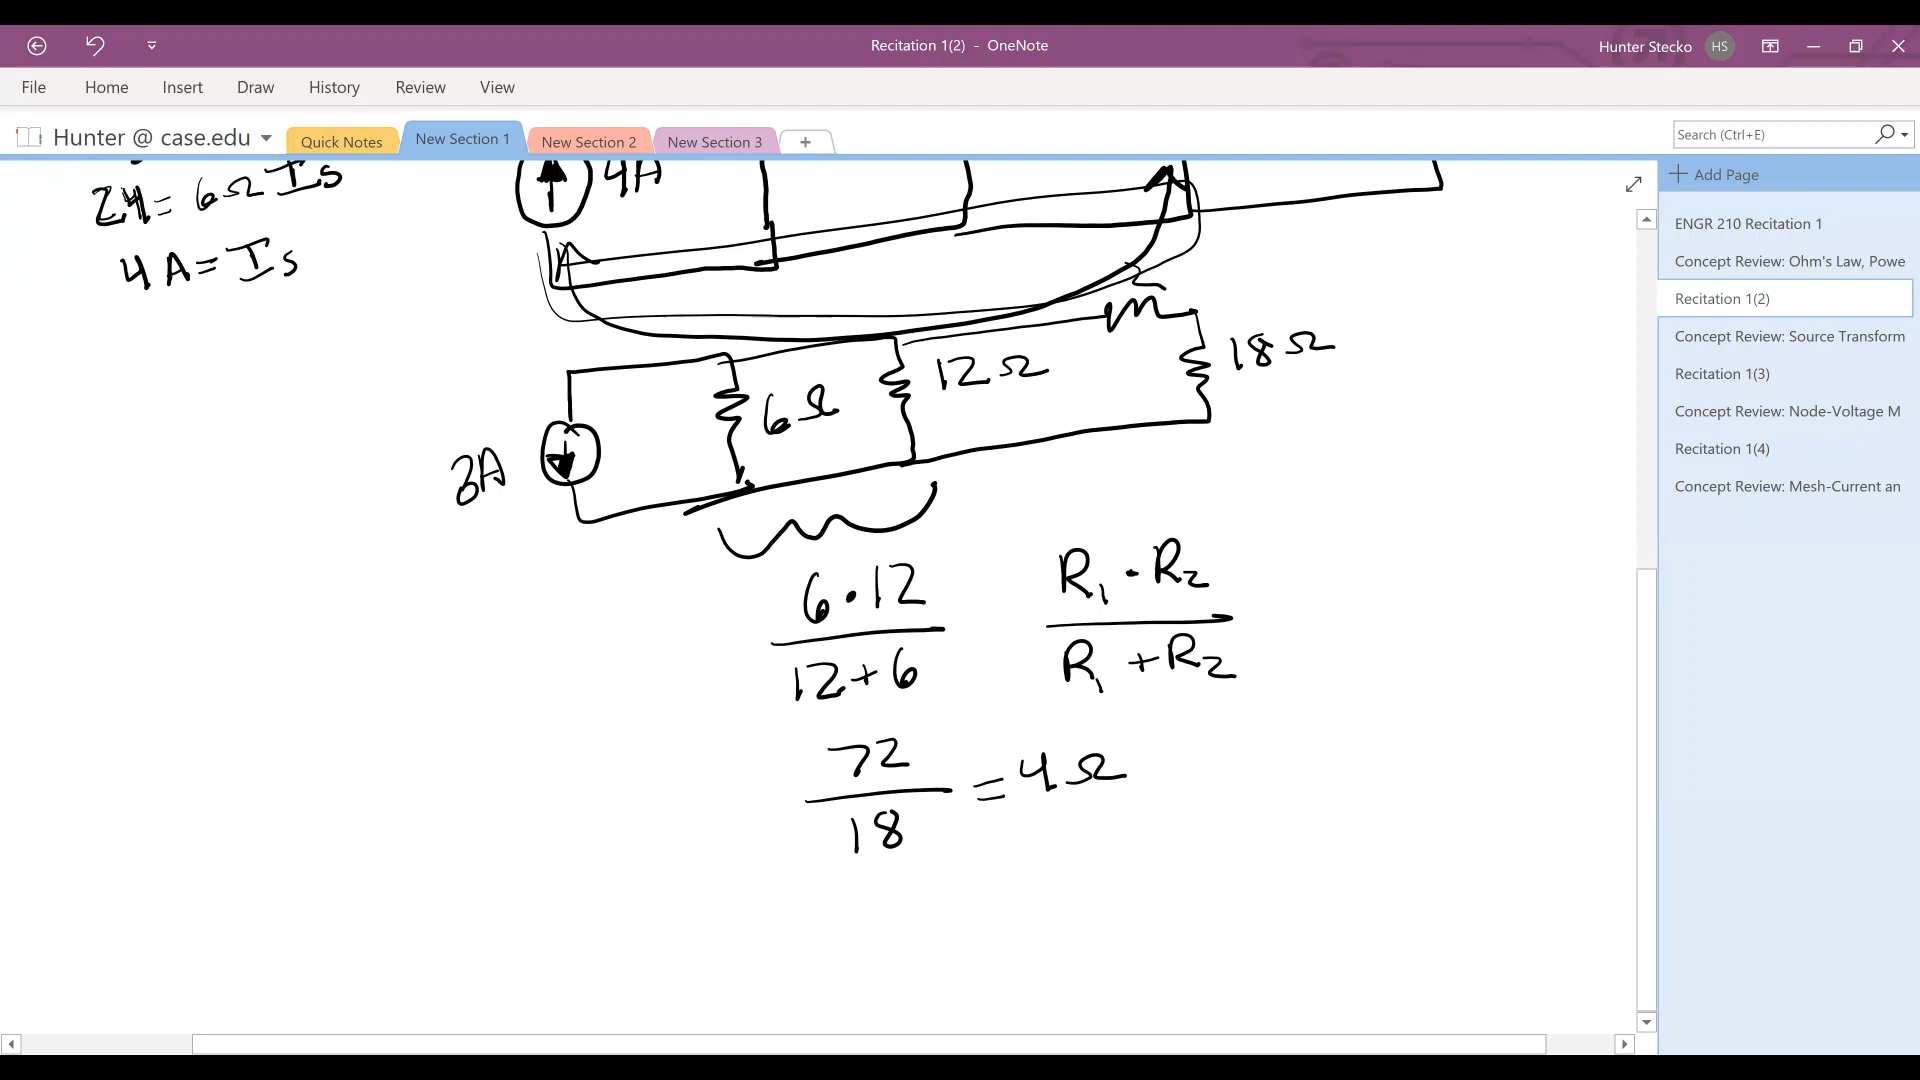 Recitation 1(2) - OneNote
Hunter Stecko HS
File Home Insert Draw History Review View
Hunter @ case.edu Quick Notes New Section 1 New Section 2 New Section 3 +
Search (Ctrl+E)
Add Page
ENGR 210 Recitation 1
Concept Review: Ohm's Law, Powe
Recitation 1(2)
Concept Review: Source Transform
Recitation 1(3)
Concept Review: Node-Voltage M
Recitation 1(4)
Concept Review: Mesh-Current an
24 = 6Ω Is
4A = Is
4A
2
18Ω
12Ω
6Ω
3A
6 · 12
12 + 6
R1 · R2
R1 + R2
72
18
= 4Ω